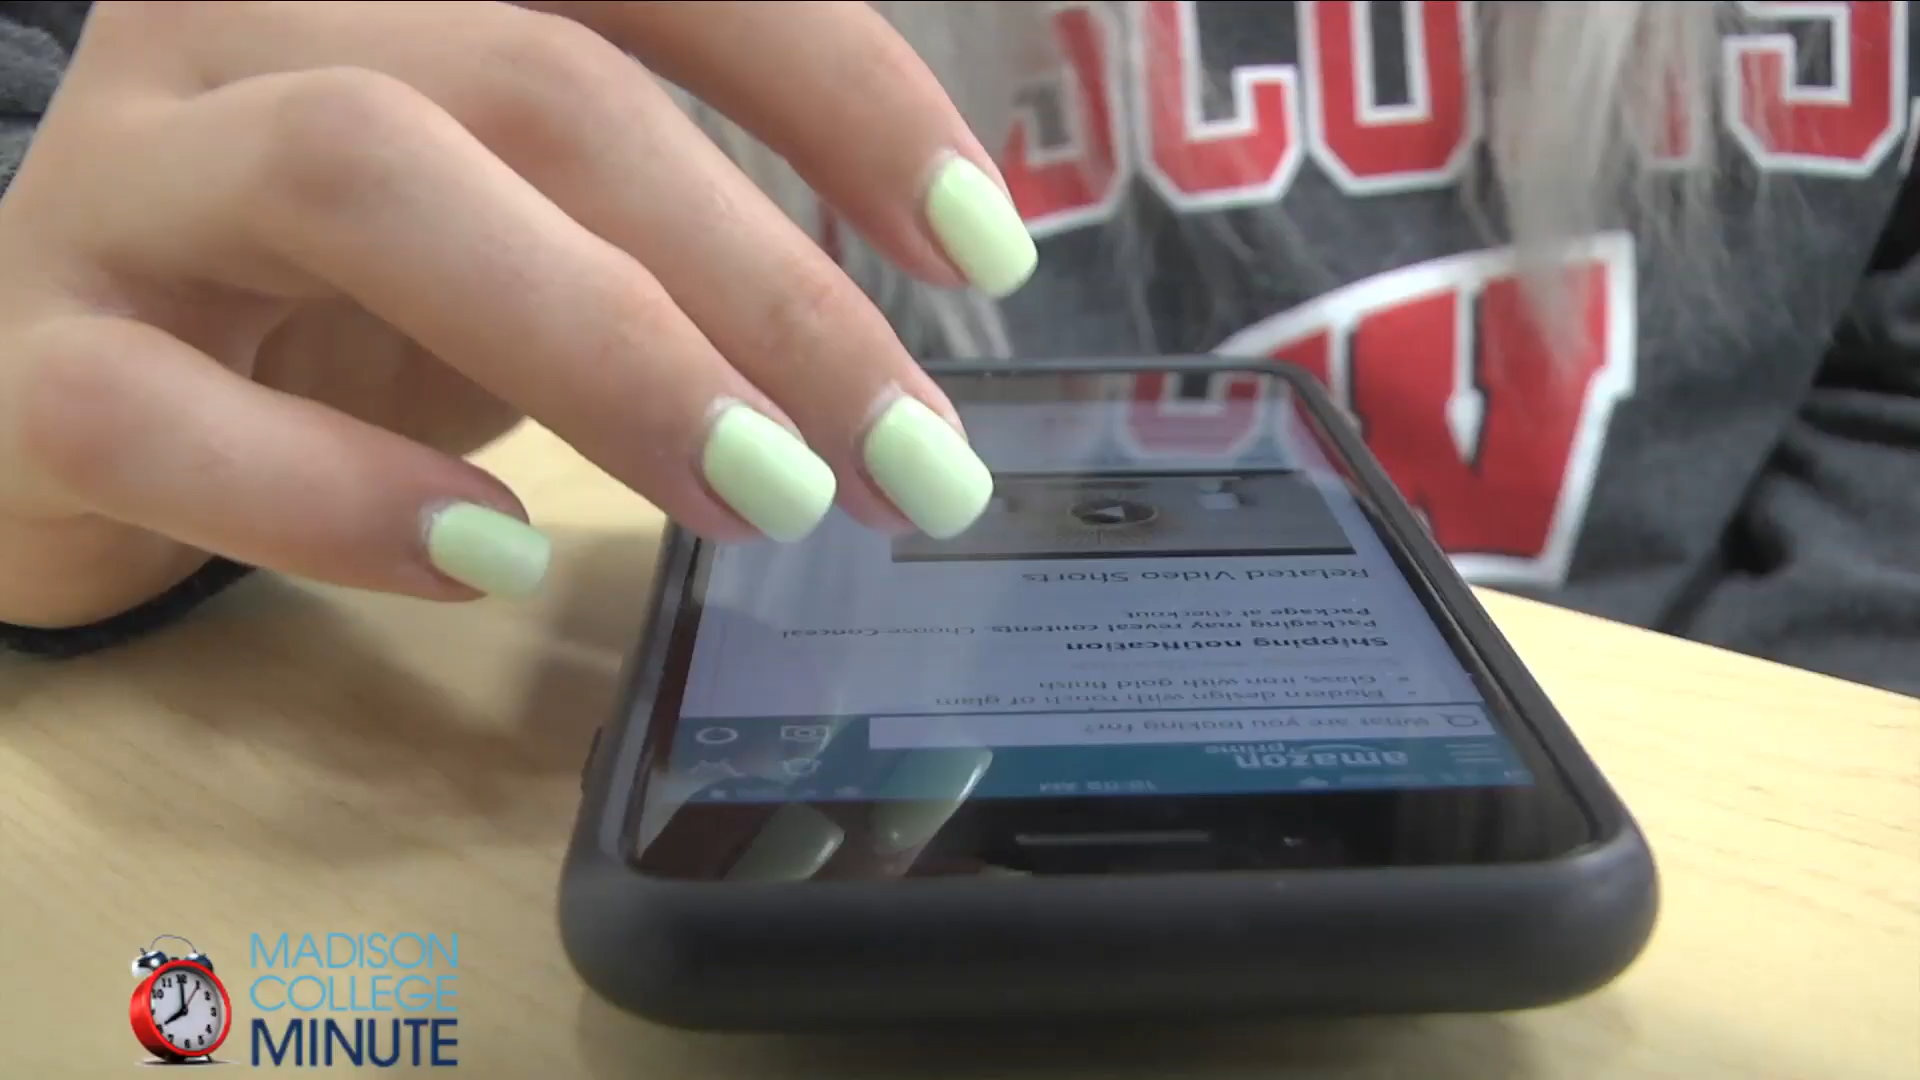 SCONS
W
amazon
prime
What are you looking for?
Modern design with touch of glam
Glass, iron with gold finish
Shipping notification
Packaging may reveal contents. Choose Conceal
Package at checkout.
Related Video Shorts
MADISON
COLLEGE
MINUTE